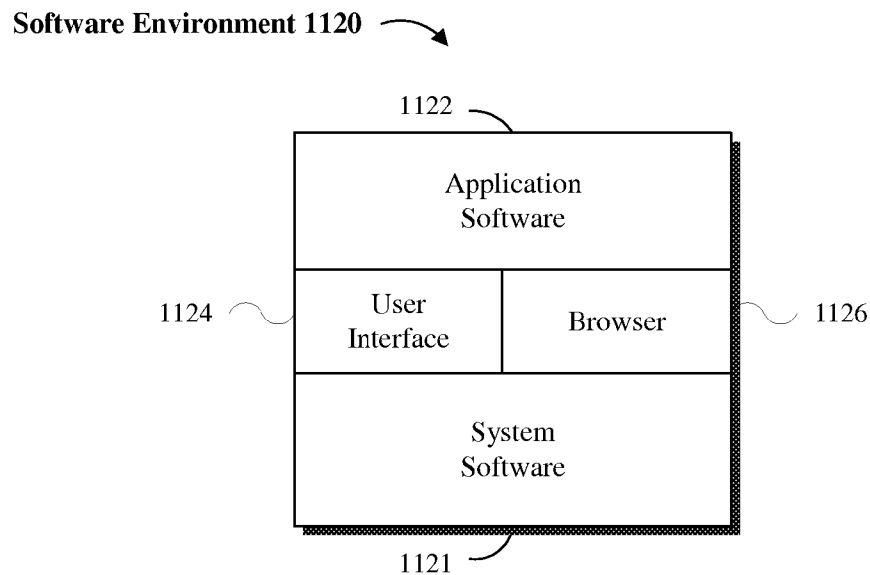 Software Environment 1120
1122
Application
Software
1124
User
Interface
Browser
1126
System
Software
1121